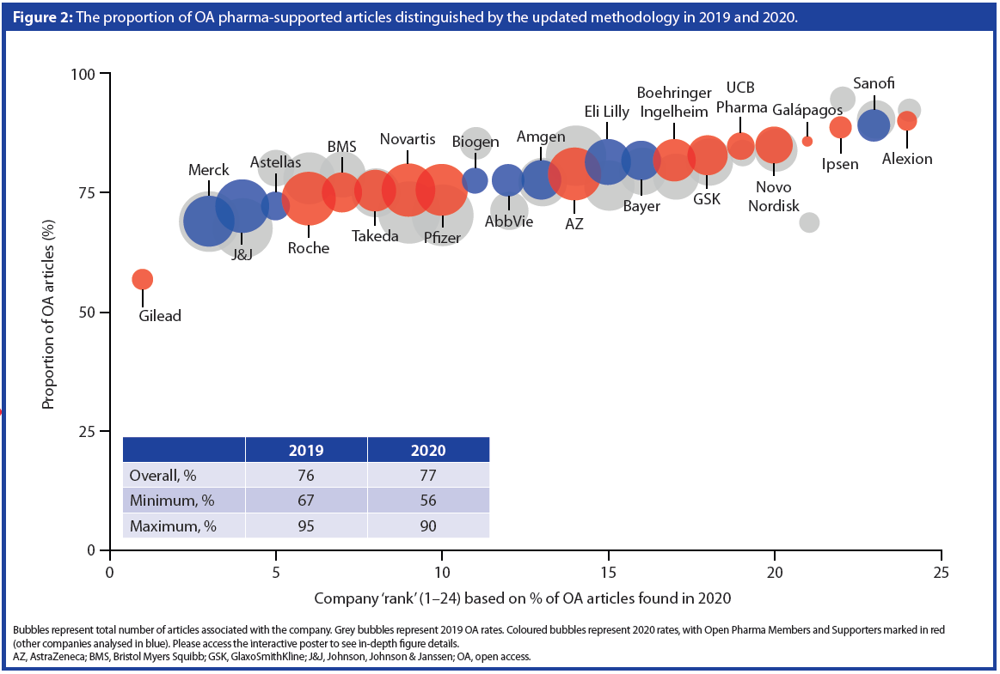 Figure 2: The proportion of OA pharma-supported articles distinguished by the updated methodology in 2019 and 2020.
100
75
50
25
0
Proportion of OA articles (%)
Gilead
Merck
J&J
Astellas
Roche
BMS
Takeda
Novartis
Pfizer
Biogen
AbbVie
Amgen
AZ
Eli Lilly
Bayer
Boehringer
Ingelheim
GSK
UCB
Pharma
Novo
Nordisk
Galápagos
Ipsen
Sanofi
Alexion
2019 2020
Overall, % 76 77
Minimum, % 67 56
Maximum, % 95 90
0 5 10 15 20 25
Company ‘rank’ (1–24) based on % of OA articles found in 2020
Bubbles represent total number of articles associated with the company. Grey bubbles represent 2019 OA rates. Coloured bubbles represent 2020 rates, with Open Pharma Members and Supporters marked in red
(other companies analysed in blue). Please access the interactive poster to see in-depth figure details.
AZ, AstraZeneca; BMS, Bristol Myers Squibb; GSK, GlaxoSmithKline; J&J, Johnson, Johnson & Janssen; OA, open access.